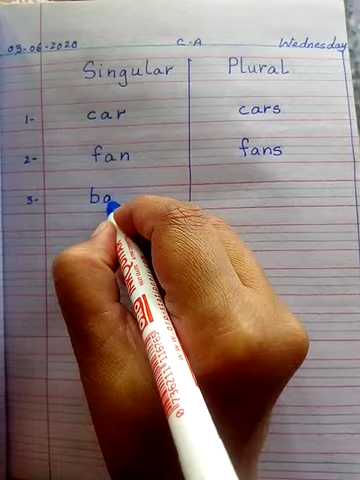 03-06-2020 C.A Wednesday
Singular Plural
1- car cars
2- fan fans
3- ba